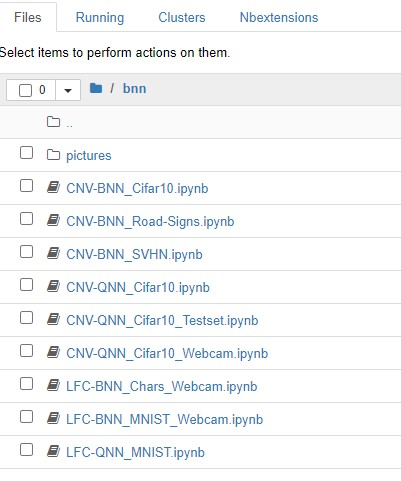 Files Running Clusters Nbextensions
Select items to perform actions on them.
0 / bnn
..
pictures
CNV-BNN_Cifar10.ipynb
CNV-BNN_Road-Signs.ipynb
CNV-BNN_SVHN.ipynb
CNV-QNN_Cifar10.ipynb
CNV-QNN_Cifar10_Testset.ipynb
CNV-QNN_Cifar10_Webcam.ipynb
LFC-BNN_Chars_Webcam.ipynb
LFC-BNN_MNIST_Webcam.ipynb
LFC-QNN_MNIST.ipynb